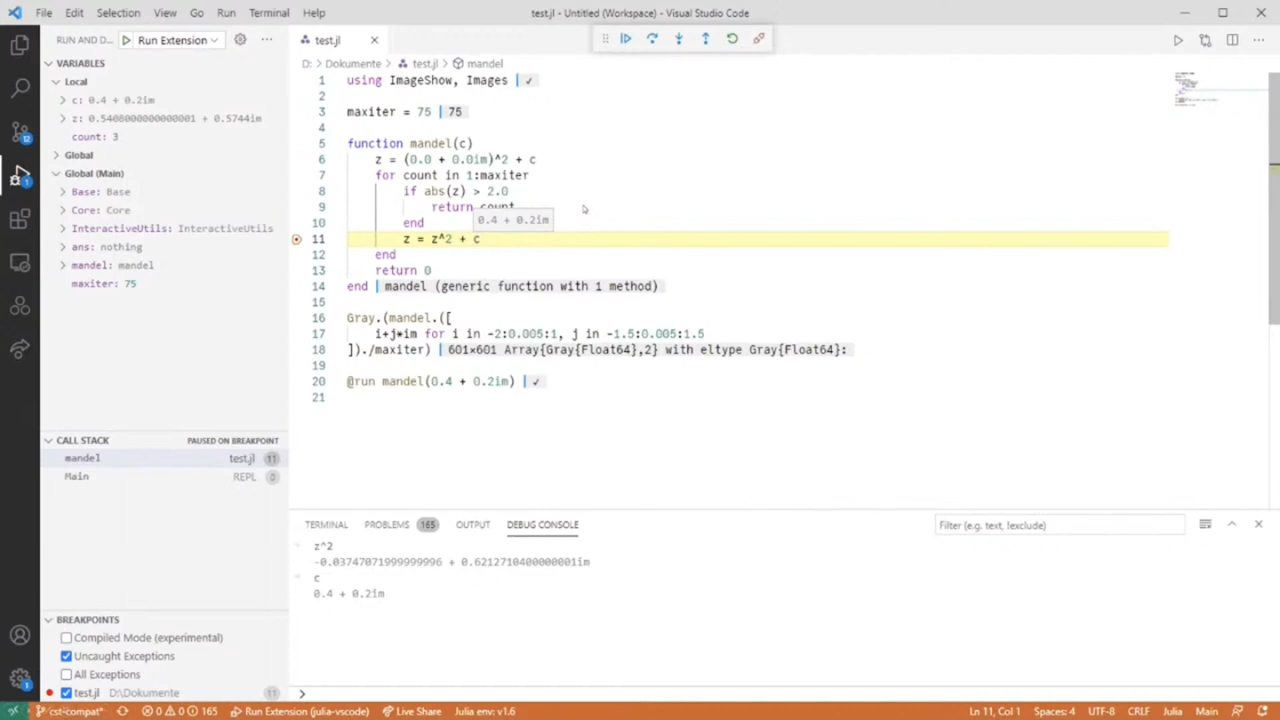 File Edit Selection View Go Run Terminal Help test.jl - Untitled (Workspace) - Visual Studio Code
RUN AND D... Run Extension test.jl
D: > Dokumente > test.jl > mandel
VARIABLES
Local
c: 0.4 + 0.2im
z: 0.5408000000000001 + 0.5744im
count: 3
Global
Global (Main)
Base: Base
Core: Core
InteractiveUtils: InteractiveUtils
ans: nothing
mandel: mandel
maxiter: 75
1 using ImageShow, Images ✓
2
3 maxiter = 75 75
4
5 function mandel(c)
6 z = (0.0 + 0.0im)^2 + c
7 for count in 1:maxiter
8 if abs(z) > 2.0
9 return count
0.4 + 0.2im
10 end
11 z = z^2 + c
12 end
13 return 0
14 end mandel (generic function with 1 method)
15
16 Gray.(mandel.([
17 i+j*im for i in -2:0.005:1, j in -1.5:0.005:1.5
18 ])./maxiter) 601×601 Array{Gray{Float64},2} with eltype Gray{Float64}:
19
20 @run mandel(0.4 + 0.2im) ✓
21
CALL STACK PAUSED ON BREAKPOINT
mandel test.jl 11
Main REPL 0
TERMINAL PROBLEMS 165 OUTPUT DEBUG CONSOLE Filter (e.g. text, !exclude)
z^2
-0.03747071999999996 + 0.621271040000001im
c
0.4 + 0.2im
BREAKPOINTS
Compiled Mode (experimental)
Uncaught Exceptions
All Exceptions
test.jl D:\Dokumente 11
cst-compat* 0 0 165 Run Extension (julia-vscode) Live Share Julia env: v1.6 Ln 11, Col 1 Spaces: 4 UTF-8 CRLF Julia Main